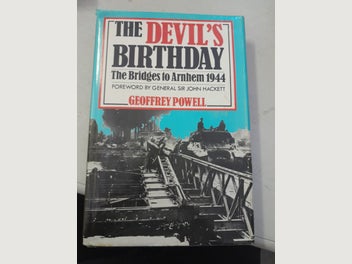 THE DEVIL'S
BIRTHDAY
The Bridges to Arnhem 1944
FOREWORD BY GENERAL SIR JOHN HACKETT
GEOFFREY POWELL